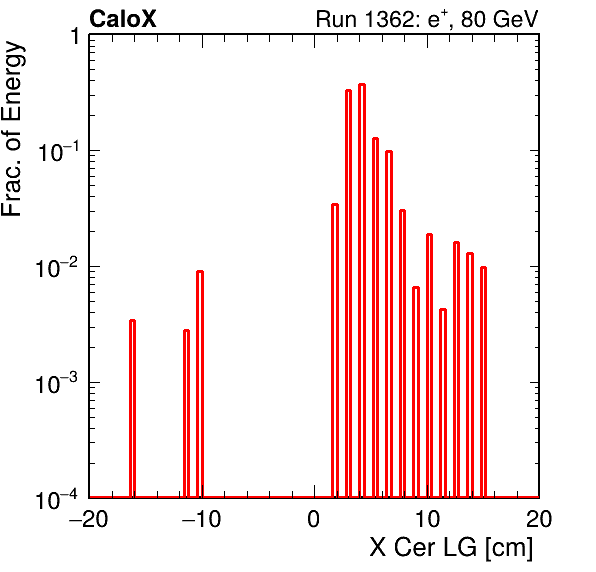 CaloX Run 1362: e⁺, 80 GeV
Frac. of Energy
1
10⁻¹
10⁻²
10⁻³
10⁻⁴
−20 −10 0 10 20
X Cer LG [cm]